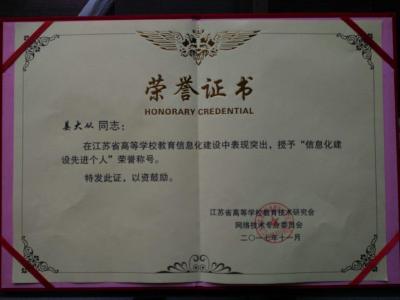 荣誉证书
HONORARY CREDENTIAL
姜大从 同志：
在江苏省高等学校教育信息化建设中表现突出，授予“信息化建
设先进个人”荣誉称号。
特发此证，以资鼓励。
江苏省高等学校教育技术研究会
网络技术专业委员会
二〇一七年十一月